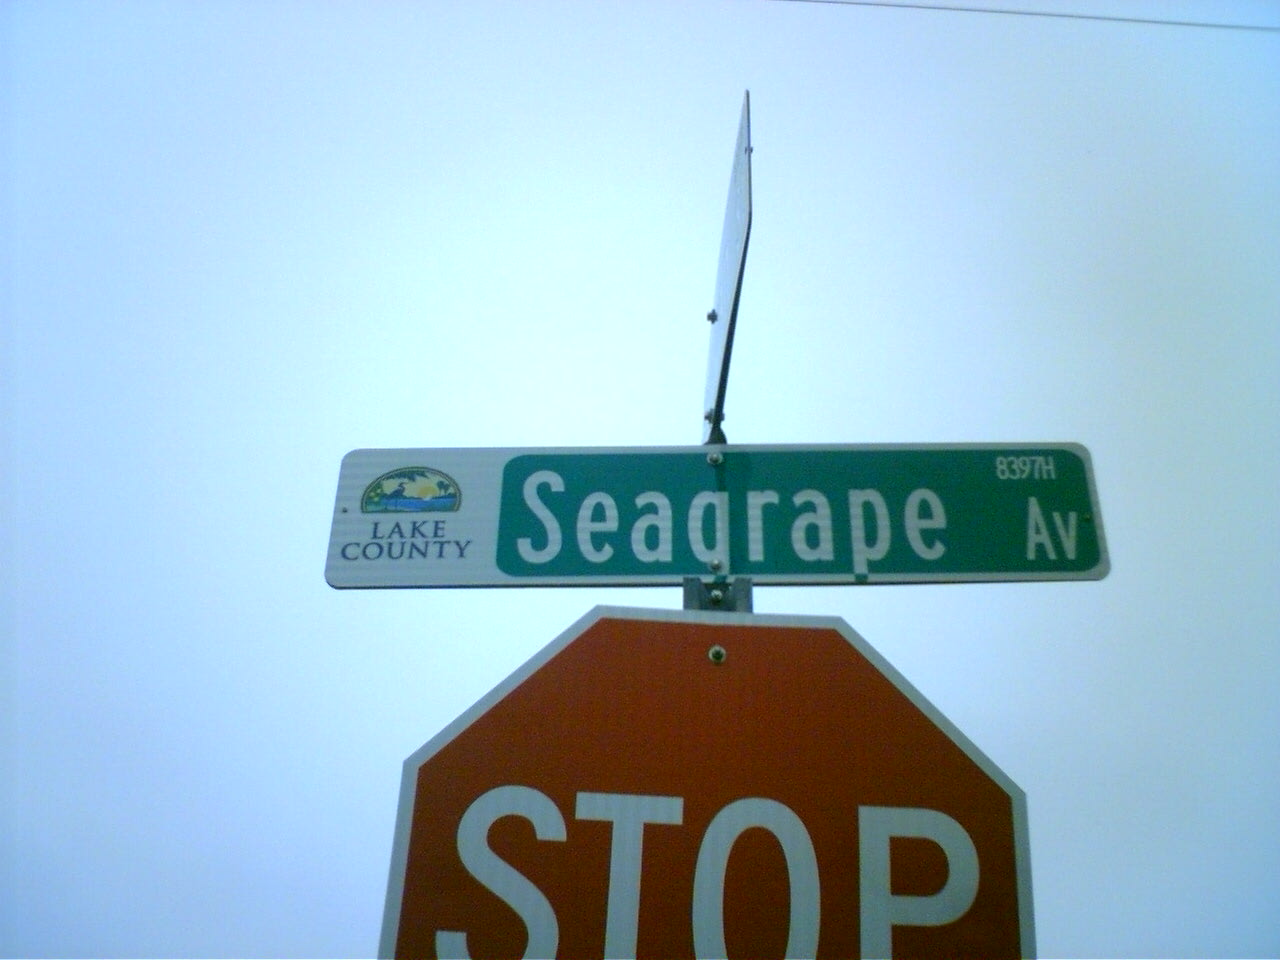 LAKE
COUNTY
Seagrape
8397H
Av
STOP